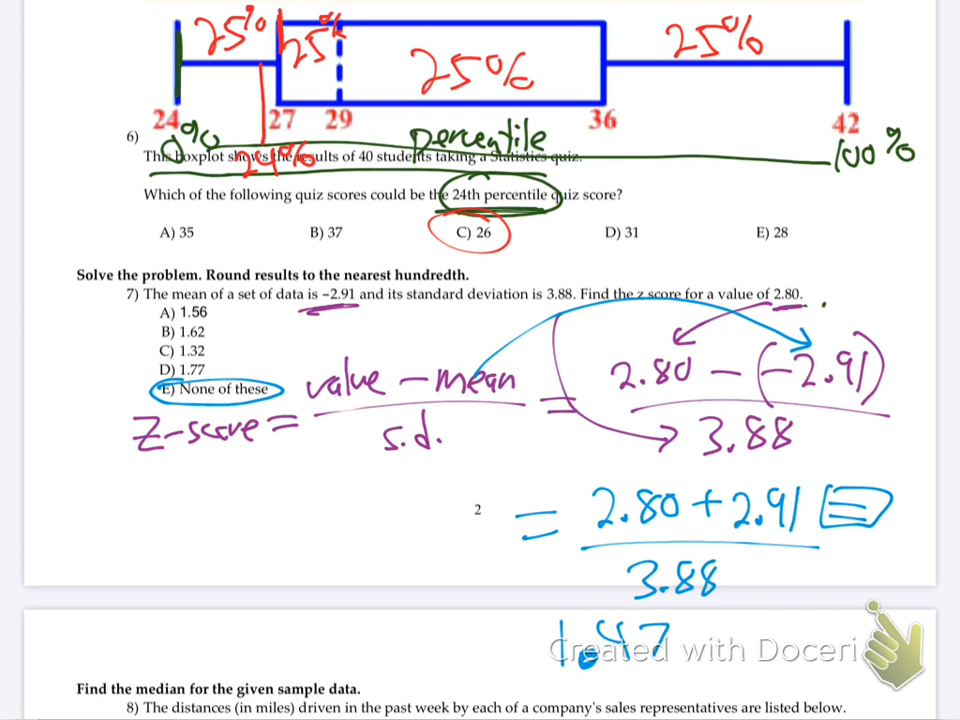 25% 25% 25% 25%
24 27 29 36 42
0% percentile 100%
24%
6)
This boxplot shows the results of 40 students taking a Statistics quiz.
Which of the following quiz scores could be the 24th percentile quiz score?
A) 35 B) 37 C) 26 D) 31 E) 28
Solve the problem. Round results to the nearest hundredth.
7) The mean of a set of data is −2.91 and its standard deviation is 3.88. Find the z score for a value of 2.80.
A) 1.56
B) 1.62
C) 1.32
D) 1.77
E) None of these
z-score = value - mean / s.d. = 2.80 - (-2.91) / 3.88
2
= 2.80 + 2.91 / 3.88 =
1.47
Created with Doceri
Find the median for the given sample data.
8) The distances (in miles) driven in the past week by each of a company's sales representatives are listed below.